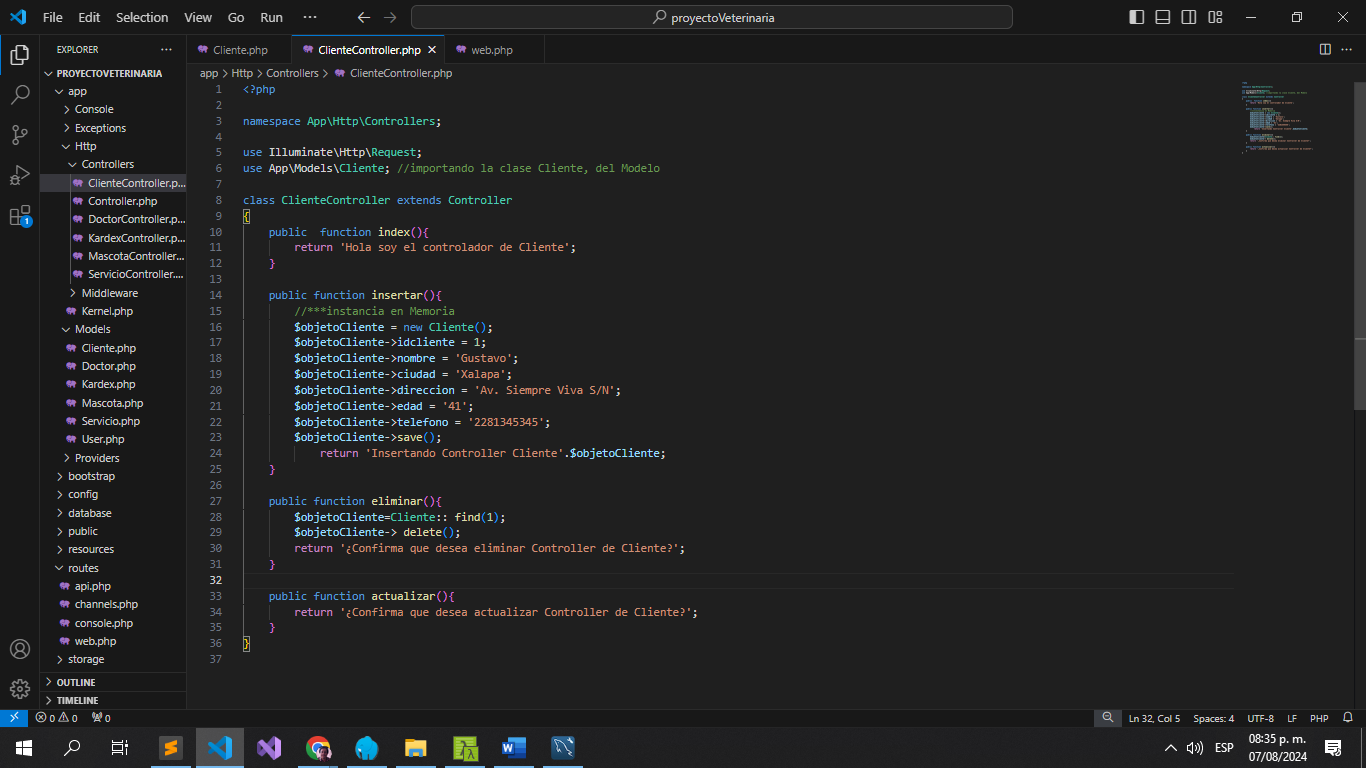 File Edit Selection View Go Run ··· proyectoVeterinaria
EXPLORER ···
PROYECTOVETERINARIA
app
Console
Exceptions
Http
Controllers
ClienteController.p...
Controller.php
DoctorController.p...
KardexController.p...
MascotaController...
ServicioController....
Middleware
Kernel.php
Models
Cliente.php
Doctor.php
Kardex.php
Mascota.php
Servicio.php
User.php
Providers
bootstrap
config
database
public
resources
routes
api.php
channels.php
console.php
web.php
storage
OUTLINE
TIMELINE
1
Cliente.php ClienteController.php web.php
app > Http > Controllers > ClienteController.php
1 <?php
2
3 namespace App\Http\Controllers;
4
5 use Illuminate\Http\Request;
6 use App\Models\Cliente; //importando la clase Cliente, del Modelo
7
8 class ClienteController extends Controller
9 {
10     public  function index(){
11         return 'Hola soy el controlador de Cliente';
12     }
13
14     public function insertar(){
15         //***instancia en Memoria
16         $objetoCliente = new Cliente();
17         $objetoCliente->idcliente = 1;
18         $objetoCliente->nombre = 'Gustavo';
19         $objetoCliente->ciudad = 'Xalapa';
20         $objetoCliente->direccion = 'Av. Siempre Viva S/N';
21         $objetoCliente->edad = '41';
22         $objetoCliente->telefono = '2281345345';
23         $objetoCliente->save();
24             return 'Insertando Controller Cliente'.$objetoCliente;
25     }
26
27     public function eliminar(){
28         $objetoCliente=Cliente:: find(1);
29         $objetoCliente-> delete();
30         return '¿Confirma que desea eliminar Controller de Cliente?';
31     }
32
33     public function actualizar(){
34         return '¿Confirma que desea actualizar Controller de Cliente?';
35     }
36 }
37
0 0 0 Ln 32, Col 5 Spaces: 4 UTF-8 LF PHP
ESP 08:35 p. m.
07/08/2024